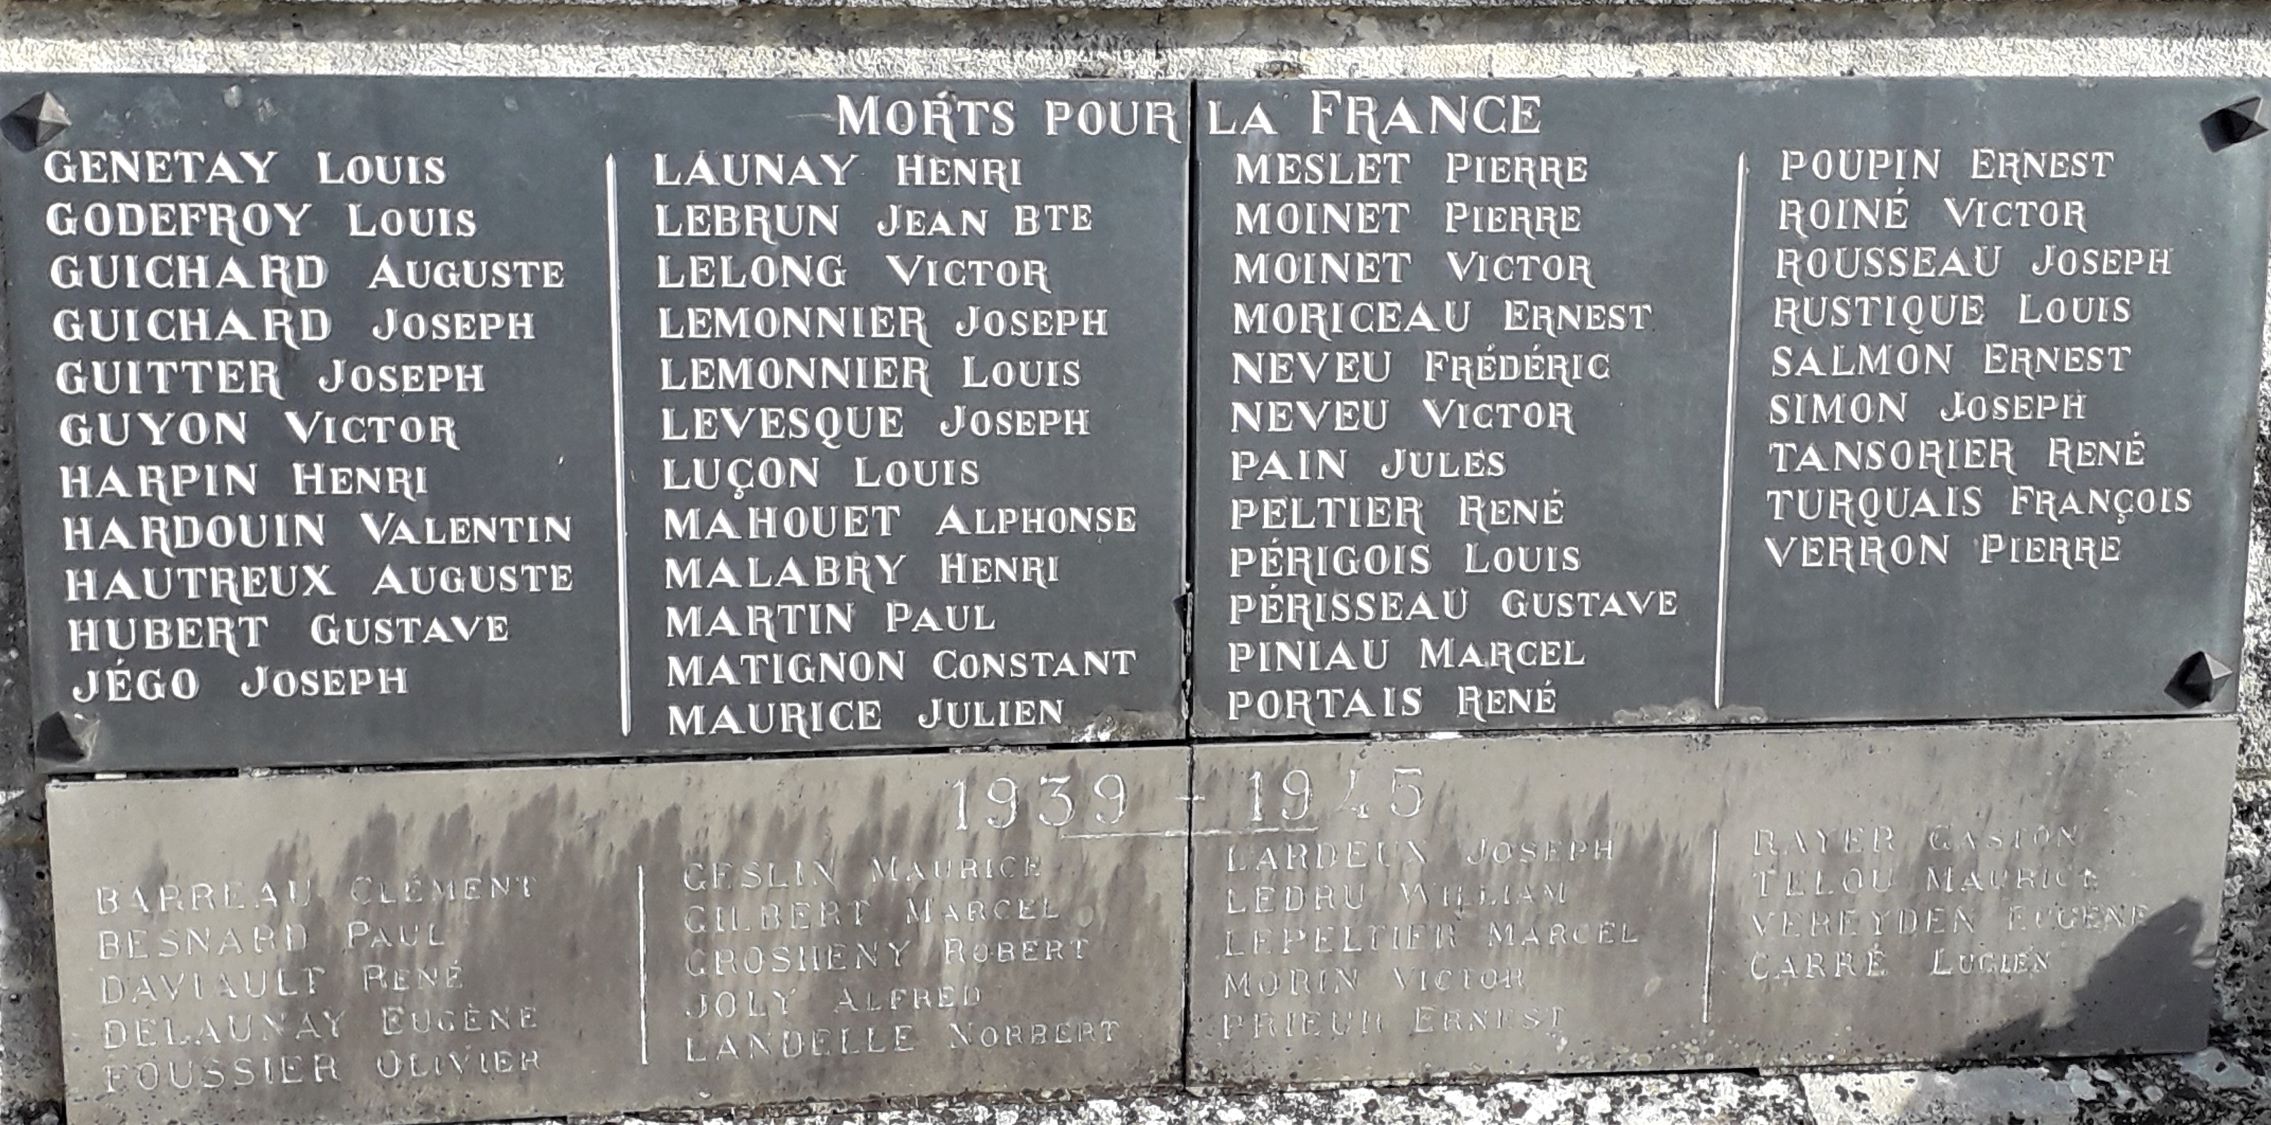 MORTS POUR LA FRANCE
GENETAY LOUIS
GODEFROY LOUIS
GUICHARD AUGUSTE
GUICHARD JOSEPH
GUITTER JOSEPH
GUYON VICTOR
HARPIN HENRI
HARDOUIN VALENTIN
HAUTREUX AUGUSTE
HUBERT GUSTAVE
JÉGO JOSEPH
LAUNAY HENRI
LEBRUN JEAN BTE
LELONG VICTOR
LEMONNIER JOSEPH
LEMONNIER LOUIS
LEVESQUE JOSEPH
LUÇON LOUIS
MAHOUET ALPHONSE
MALABRY HENRI
MARTIN PAUL
MATIGNON CONSTANT
MAURICE JULIEN
MESLET PIERRE
MOINET PIERRE
MOINET VICTOR
MORICEAU ERNEST
NEVEU FRÉDÉRIC
NEVEU VICTOR
PAIN JULES
PELTIER RENÉ
PÉRIGOIS LOUIS
PÉRISSEAU GUSTAVE
PINIAU MARCEL
PORTAIS RENÉ
POUPIN ERNEST
ROINÉ VICTOR
ROUSSEAU JOSEPH
RUSTIQUE LOUIS
SALMON ERNEST
SIMON JOSEPH
TANSORIER RENÉ
TURQUAIS FRANÇOIS
VERRON PIERRE
1939 - 1945
BARREAU CLÉMENT
BESNARD PAUL
DAVIAULT RENÉ
DELAUNAY EUGÈNE
FOUSSIER OLIVIER
GESLIN MAURICE
GILBERT MARCEL
GROSHENY ROBERT
JOLY ALFRED
LANDELLE NORBERT
LARDEUX JOSEPH
LEDRU WILLIAM
LEPELTIER MARCEL
MORIN VICTOR
PRIEUR ERNEST
RAYER GASTON
TELOU MAURICE
VEREYDEN EUGÈNE
CARRÉ LUCIEN